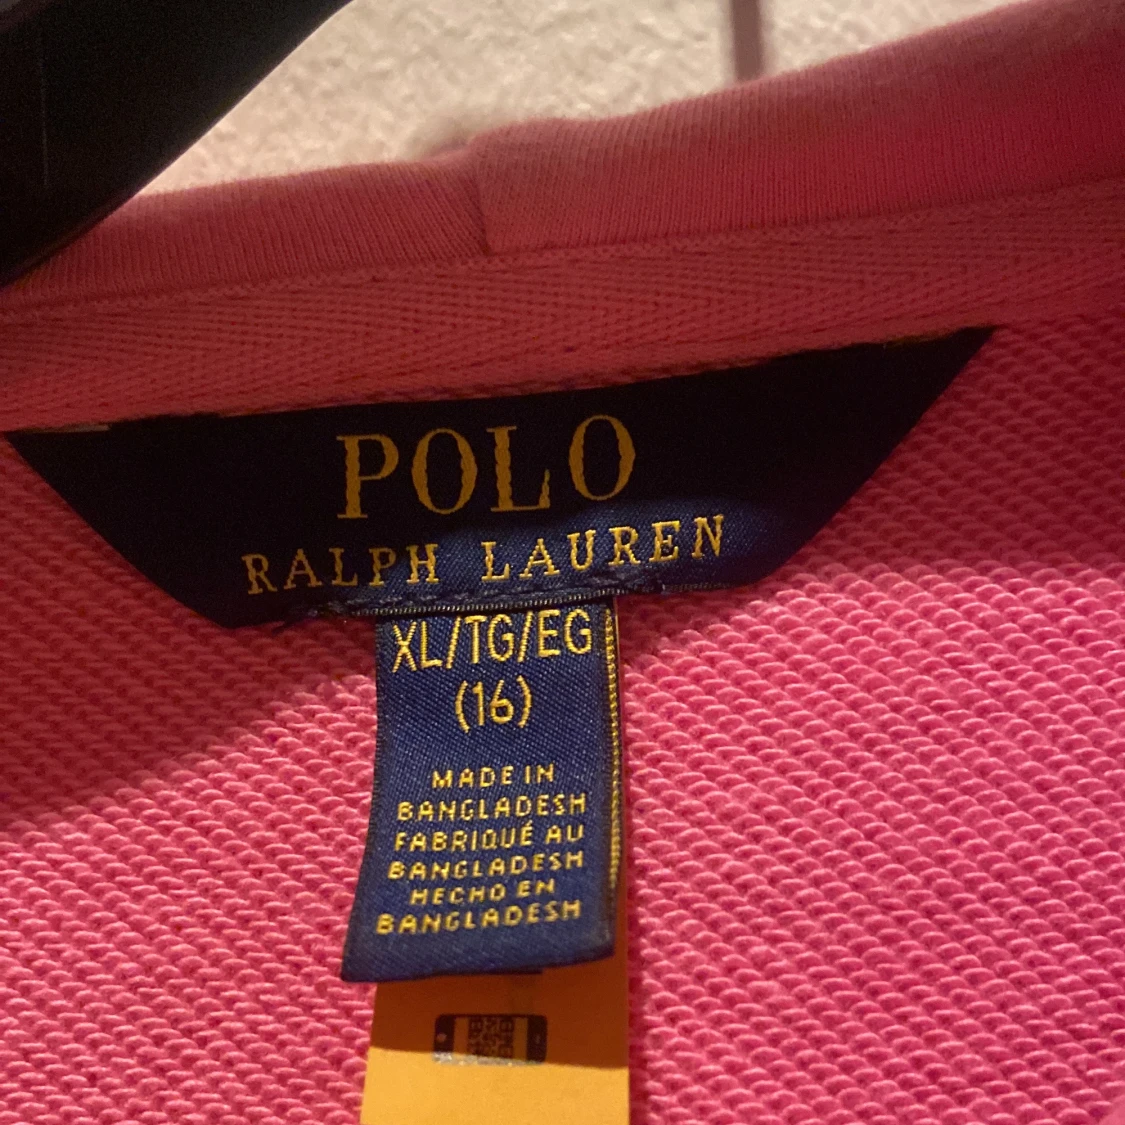 POLO
RALPH LAUREN
XL/TG/EG
(16)
MADE IN
BANGLADESH
FABRIQUÉ AU
BANGLADESH
HECHO EN
BANGLADESH